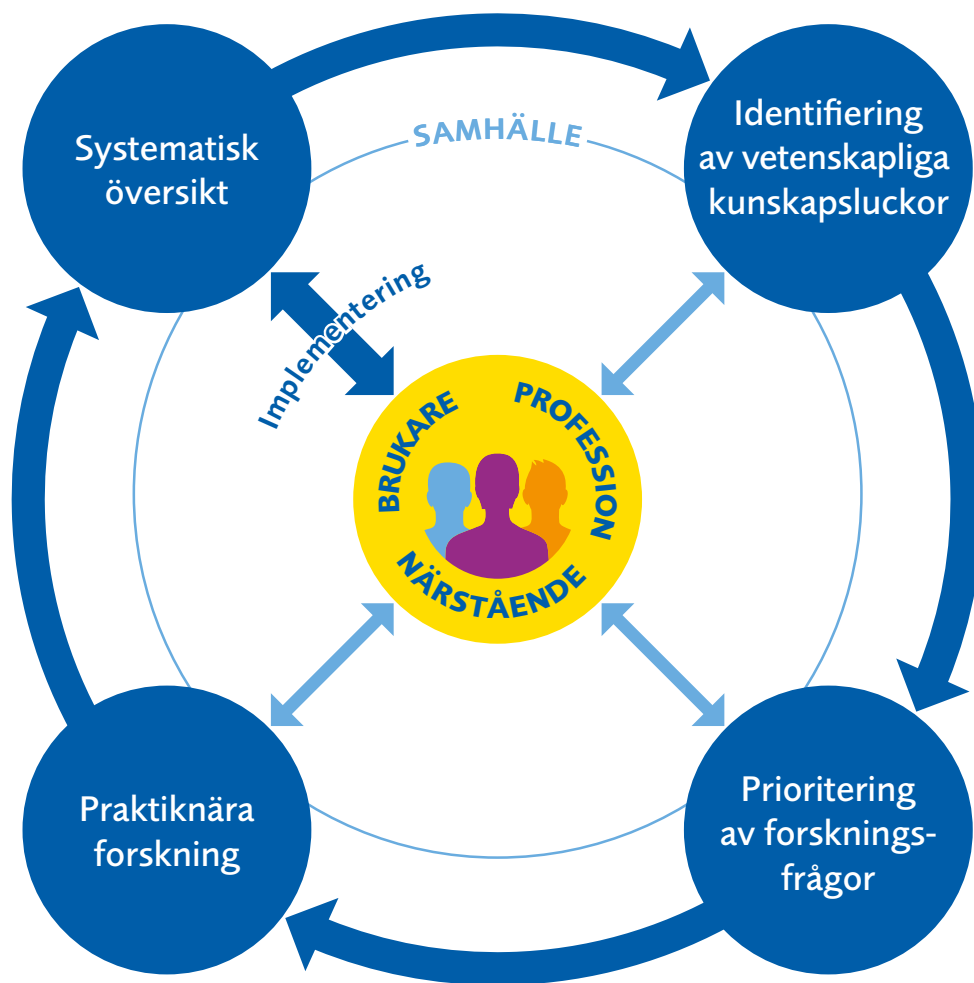 Systematisk
översikt
SAMHÄLLE
Identifiering
av vetenskapliga
kunskapsluckor
Implementering
BRUKARE
PROFESSION
NÄRSTÅENDE
Praktiknära
forskning
Prioritering
av forsknings-
frågor